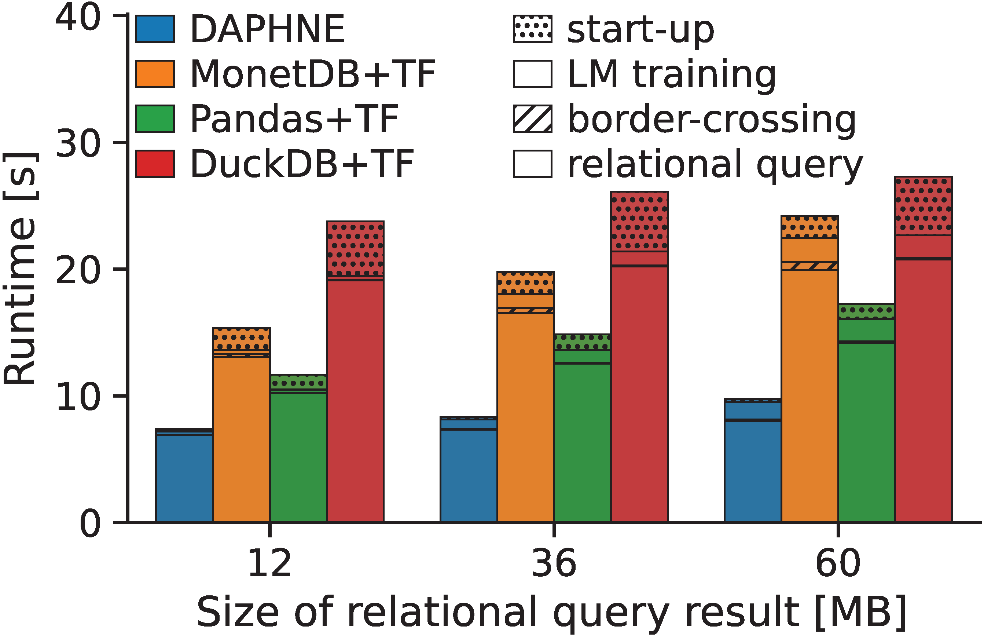 40
30
20
10
0
Runtime [s]
DAPHNE
MonetDB+TF
Pandas+TF
DuckDB+TF
start-up
LM training
border-crossing
relational query
12
36
60
Size of relational query result [MB]